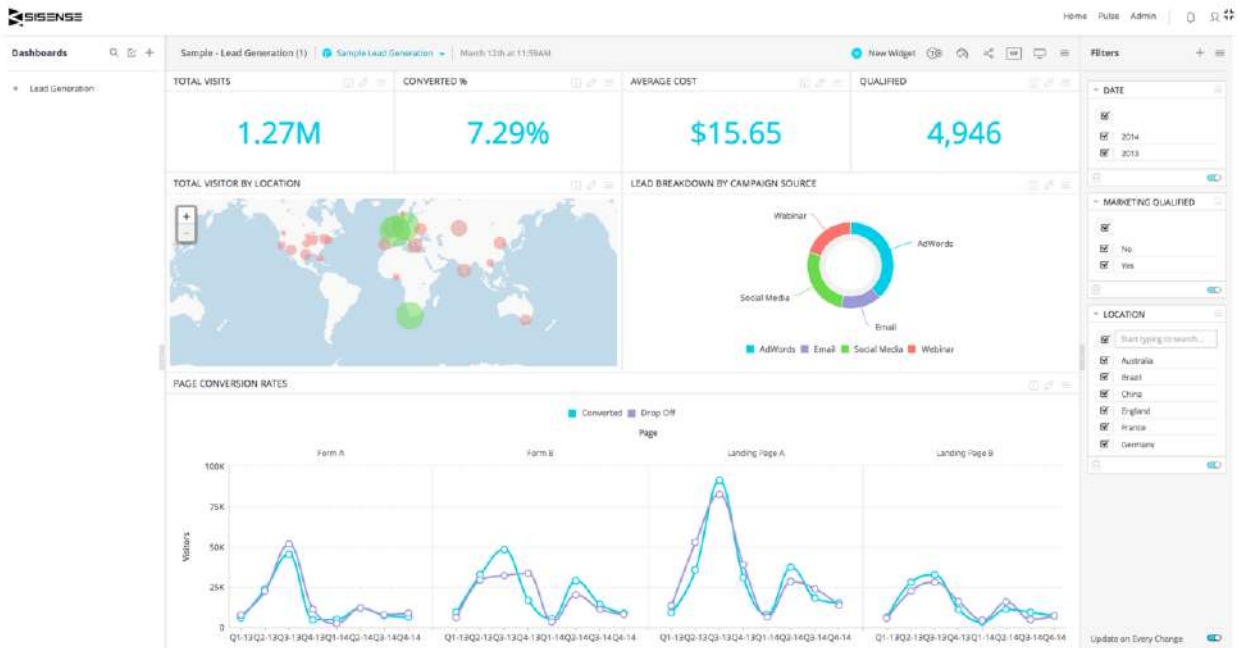 SISENSE
Home Pulse Admin
Dashboards
Sample - Lead Generation (1) Sample Lead Generation March 12th at 11:59AM
New Widget
Filters
Lead Generation
TOTAL VISITS
CONVERTED %
AVERAGE COST
QUALIFIED
1.27M
7.29%
$15.65
4,946
DATE
2014
2013
TOTAL VISITOR BY LOCATION
+
-
LEAD BREAKDOWN BY CAMPAIGN SOURCE
Webinar
AdWords
Social Media
Email
AdWords Email Social Media Webinar
MARKETING QUALIFIED
No
Yes
LOCATION
Start typing to search...
Australia
Brazil
China
England
France
Germany
PAGE CONVERSION RATES
Converted Drop Off
Page
Form A
Form B
Landing Page A
Landing Page B
Visitors
100K
75K
50K
25K
0
Q1-13Q2-13Q3-13Q4-13Q1-14Q2-14Q3-14Q4-14
Q1-13Q2-13Q3-13Q4-13Q1-14Q2-14Q3-14Q4-14
Q1-13Q2-13Q3-13Q4-13Q1-14Q2-14Q3-14Q4-14
Q1-13Q2-13Q3-13Q4-13Q1-14Q2-14Q3-14Q4-14
Update on Every Change